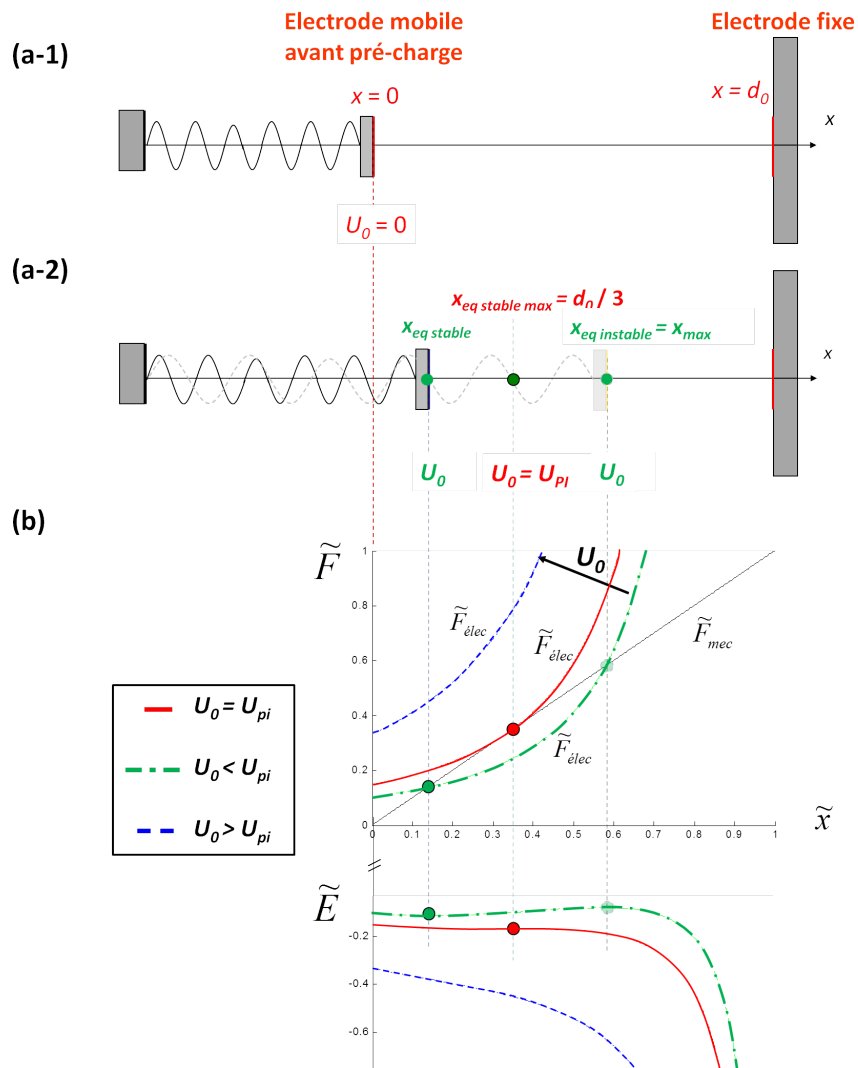 Electrode mobile
avant pré-charge
Electrode fixe
(a-1)
x = 0
x = d0
x
U0 = 0
(a-2)
xeq stable max = d0 / 3
xeq stable
xeq instable = xmax
x
U0
U0 = UPI
U0
(b)
F̃
1
0.8
0.6
0.4
0.2
0
U0
F̃élec
F̃élec
F̃mec
F̃élec
0 0.1 0.2 0.3 0.4 0.5 0.6 0.7 0.8 0.9 1
x̃
U0 = Upi
U0 < Upi
U0 > Upi
Ẽ
-0.2
-0.4
-0.6